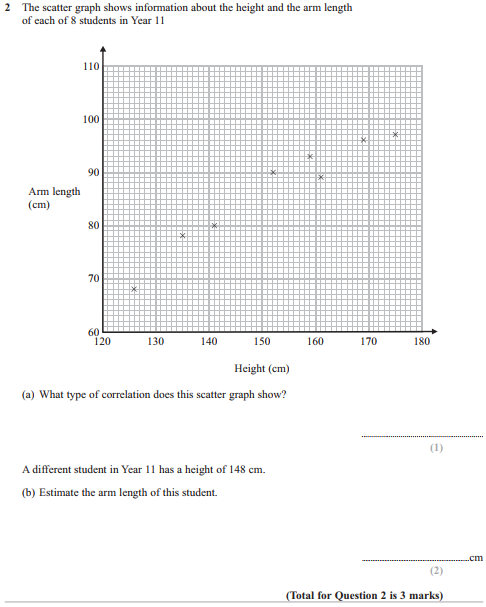 2 The scatter graph shows information about the height and the arm length
of each of 8 students in Year 11
110
100
90
Arm length
(cm)
80
70
60
120 130 140 150 160 170 180
Height (cm)
(a) What type of correlation does this scatter graph show?
(1)
A different student in Year 11 has a height of 148 cm.
(b) Estimate the arm length of this student.
..........................................cm
(2)
(Total for Question 2 is 3 marks)